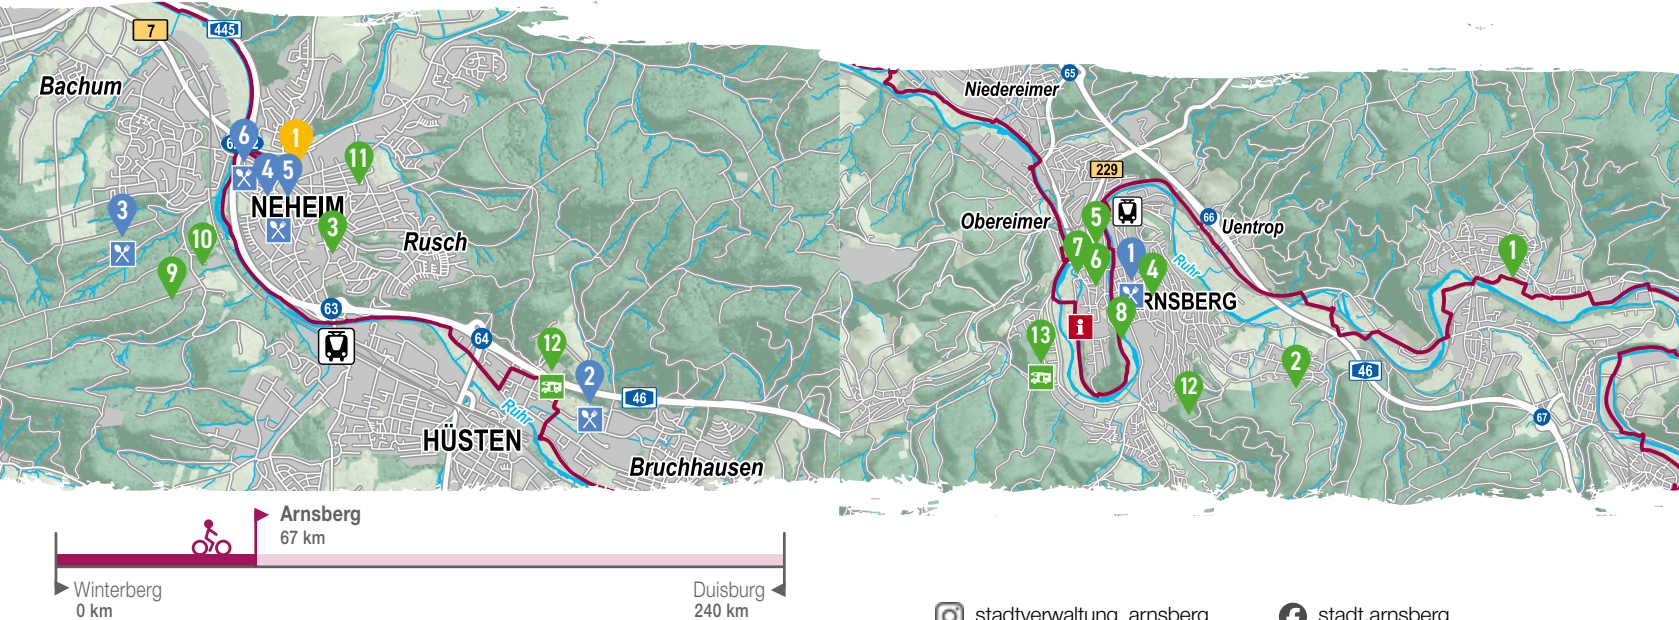 7
445
Bachum
6
1
4
5
11
NEHEIM
3
3
10
Rusch
9
63
64
12
2
46
Ruhr
HÜSTEN
Bruchhausen
65
Niedereimer
229
Obereimer
5
66
Uentrop
7
6
1
4
Ruhr
1
RNSBERG
8
13
2
12
46
67
Arnsberg
67 km
Winterberg
0 km
Duisburg
240 km
stadtverwaltung_arnsberg
stadt.arnsberg